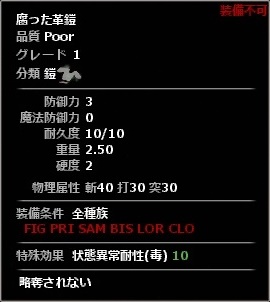 装備不可
腐った革鎧
品質 Poor
グレード 1
分類 鎧
防御力 3
魔法防御力 0
耐久度 10/10
重量 2.50
硬度 2
物理属性 斬40 打30 突30
装備条件 全種族
FIG PRI SAM BIS LOR CLO
特殊効果 状態異常耐性(毒) 10
略奪されない